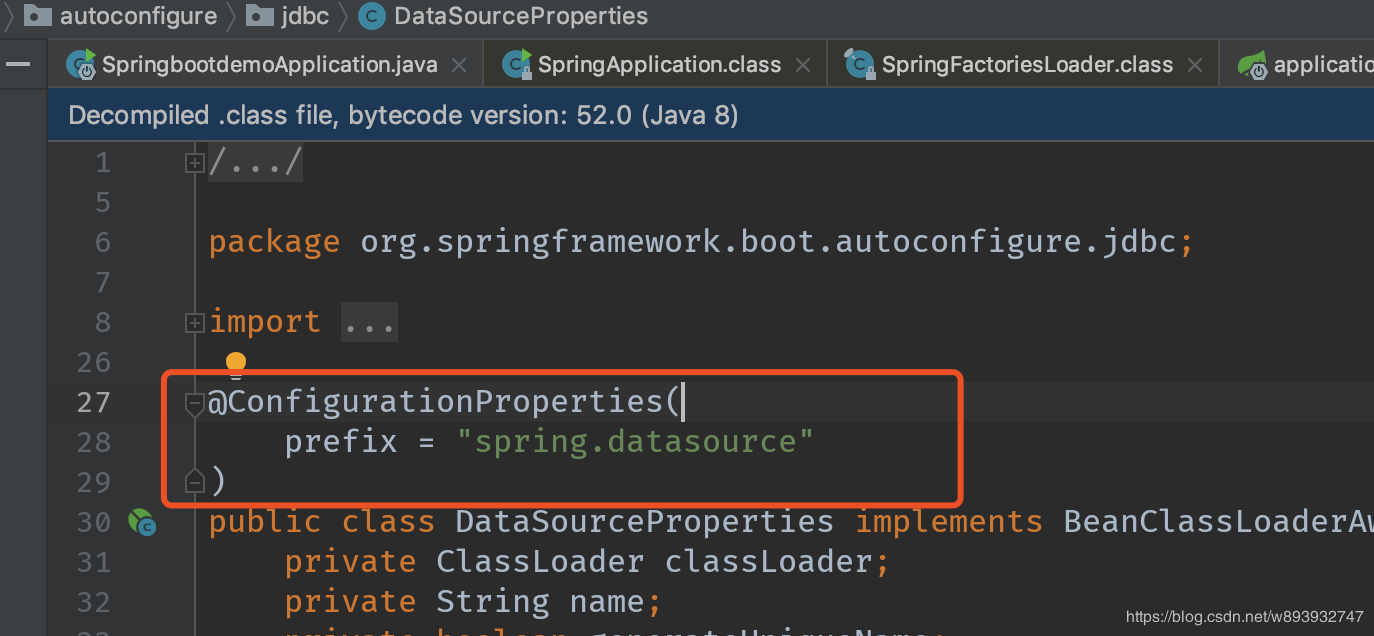 autoconfigure jdbc DataSourceProperties
SpringbootdemoApplication.java SpringApplication.class SpringFactoriesLoader.class applicatio
Decompiled .class file, bytecode version: 52.0 (Java 8)
1 /.../
5
6 package org.springframework.boot.autoconfigure.jdbc;
7
8 import ...
26
27 @ConfigurationProperties(
28 prefix = "spring.datasource"
29 )
30 public class DataSourceProperties implements BeanClassLoaderAw
31 private ClassLoader classLoader;
32 private String name;
33 private boolean generateUniqueName;
https://blog.csdn.net/w893932747